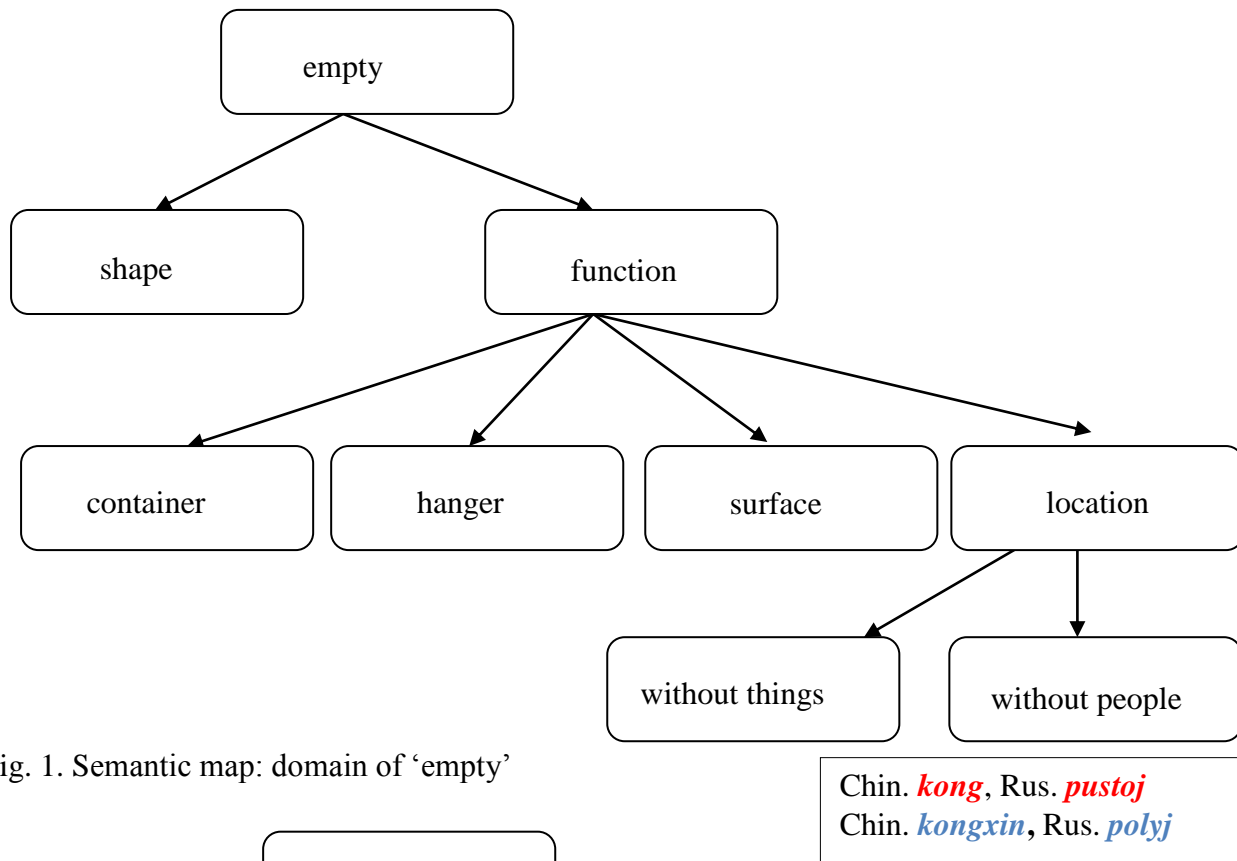 empty
shape
function
container
hanger
surface
location
without things
without people
ig. 1. Semantic map: domain of ‘empty’
Chin. kong, Rus. pustoj
Chin. kongxin, Rus. polyj